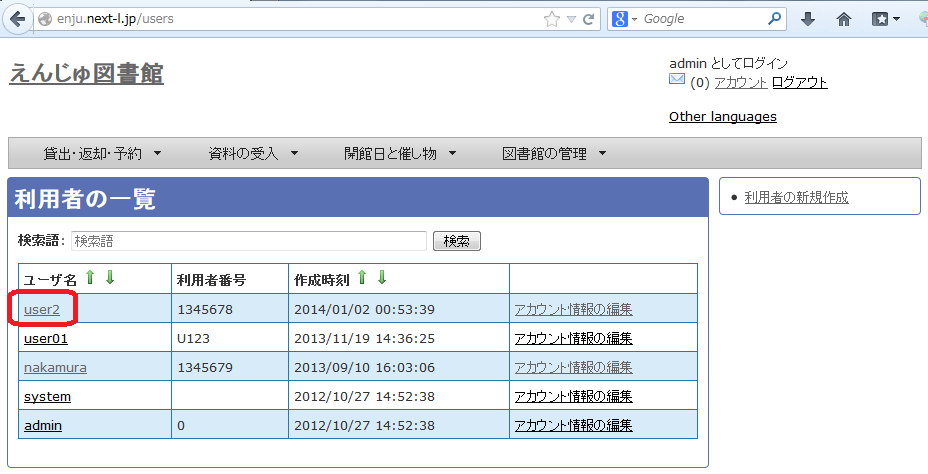 enju.next-l.jp/users
Google
えんじゅ図書館
admin としてログイン
(0) アカウント ログアウト
Other languages
貸出・返却・予約 資料の受入 開館日と催し物 図書館の管理
利用者の一覧
利用者の新規作成
検索語: 検索語 検索
ユーザ名 利用者番号 作成時刻
user2 1345678 2014/01/02 00:53:39 アカウント情報の編集
user01 U123 2013/11/19 14:36:25 アカウント情報の編集
nakamura 1345679 2013/09/10 16:03:06 アカウント情報の編集
system 2012/10/27 14:52:38 アカウント情報の編集
admin 0 2012/10/27 14:52:38 アカウント情報の編集